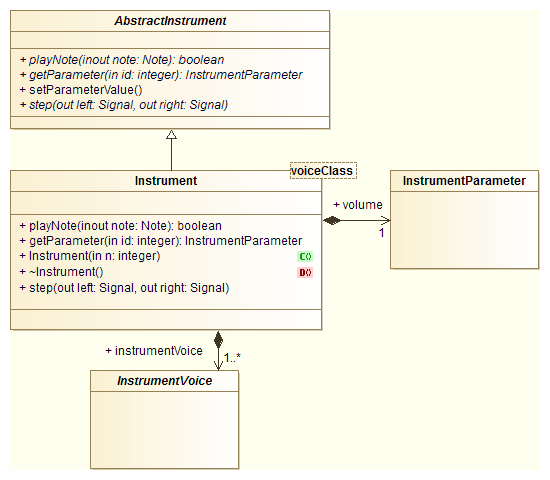 AbstractInstrument
+ playNote(inout note: Note): boolean
+ getParameter(in id: integer): InstrumentParameter
+ setParameterValue()
+ step(out left: Signal, out right: Signal)
voiceClass
Instrument
+ playNote(inout note: Note): boolean
+ getParameter(in id: integer): InstrumentParameter
+ Instrument(in n: integer)
C()
+ ~Instrument()
D()
+ step(out left: Signal, out right: Signal)
+ volume
1
InstrumentParameter
+ instrumentVoice
1..*
InstrumentVoice